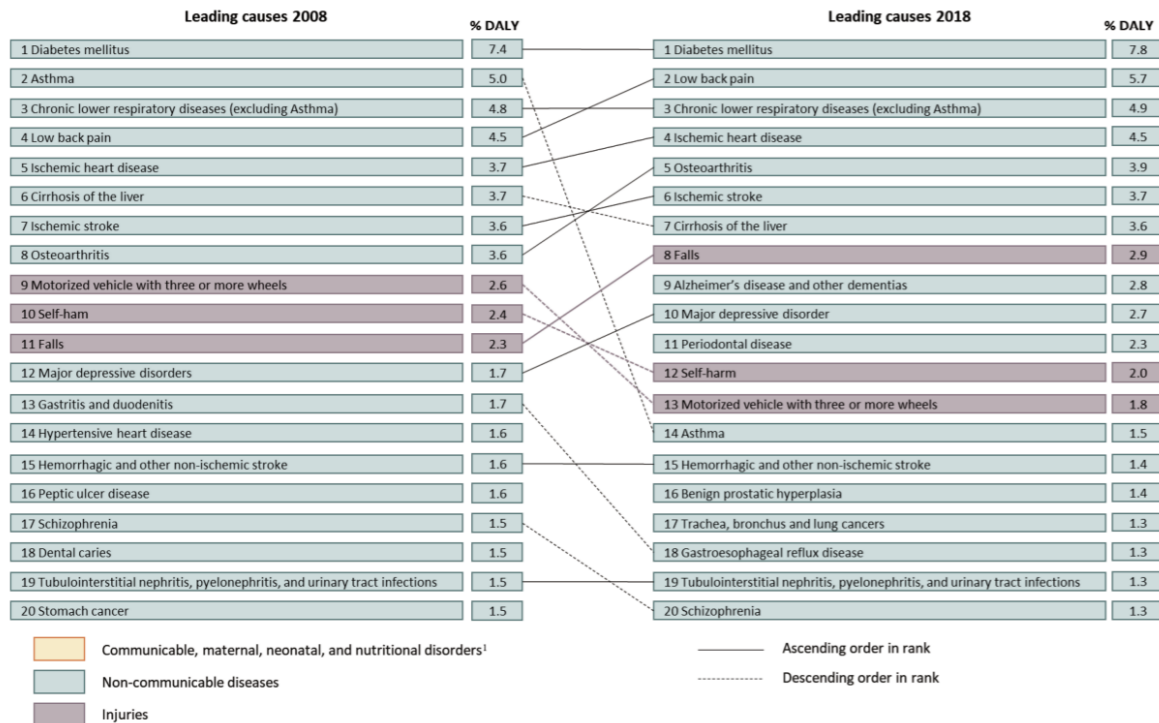 Leading causes 2008
% DALY
Leading causes 2018
% DALY
1 Diabetes mellitus 7.4 1 Diabetes mellitus 7.8
2 Asthma 5.0 2 Low back pain 5.7
3 Chronic lower respiratory diseases (excluding Asthma) 4.8 3 Chronic lower respiratory diseases (excluding Asthma) 4.9
4 Low back pain 4.5 4 Ischemic heart disease 4.5
5 Ischemic heart disease 3.7 5 Osteoarthritis 3.9
6 Cirrhosis of the liver 3.7 6 Ischemic stroke 3.7
7 Ischemic stroke 3.6 7 Cirrhosis of the liver 3.6
8 Osteoarthritis 3.6 8 Falls 2.9
9 Motorized vehicle with three or more wheels 2.6 9 Alzheimer's disease and other dementias 2.8
10 Self-ham 2.4 10 Major depressive disorder 2.7
11 Falls 2.3 11 Periodontal disease 2.3
12 Major depressive disorders 1.7 12 Self-harm 2.0
13 Gastritis and duodenitis 1.7 13 Motorized vehicle with three or more wheels 1.8
14 Hypertensive heart disease 1.6 14 Asthma 1.5
15 Hemorrhagic and other non-ischemic stroke 1.6 15 Hemorrhagic and other non-ischemic stroke 1.4
16 Peptic ulcer disease 1.6 16 Benign prostatic hyperplasia 1.4
17 Schizophrenia 1.5 17 Trachea, bronchus and lung cancers 1.3
18 Dental caries 1.5 18 Gastroesophageal reflux disease 1.3
19 Tubulointerstitial nephritis, pyelonephritis, and urinary tract infections 1.5 19 Tubulointerstitial nephritis, pyelonephritis, and urinary tract infections 1.3
20 Stomach cancer 1.5 20 Schizophrenia 1.3
Communicable, maternal, neonatal, and nutritional disorders¹
Ascending order in rank
Non-communicable diseases
Descending order in rank
Injuries